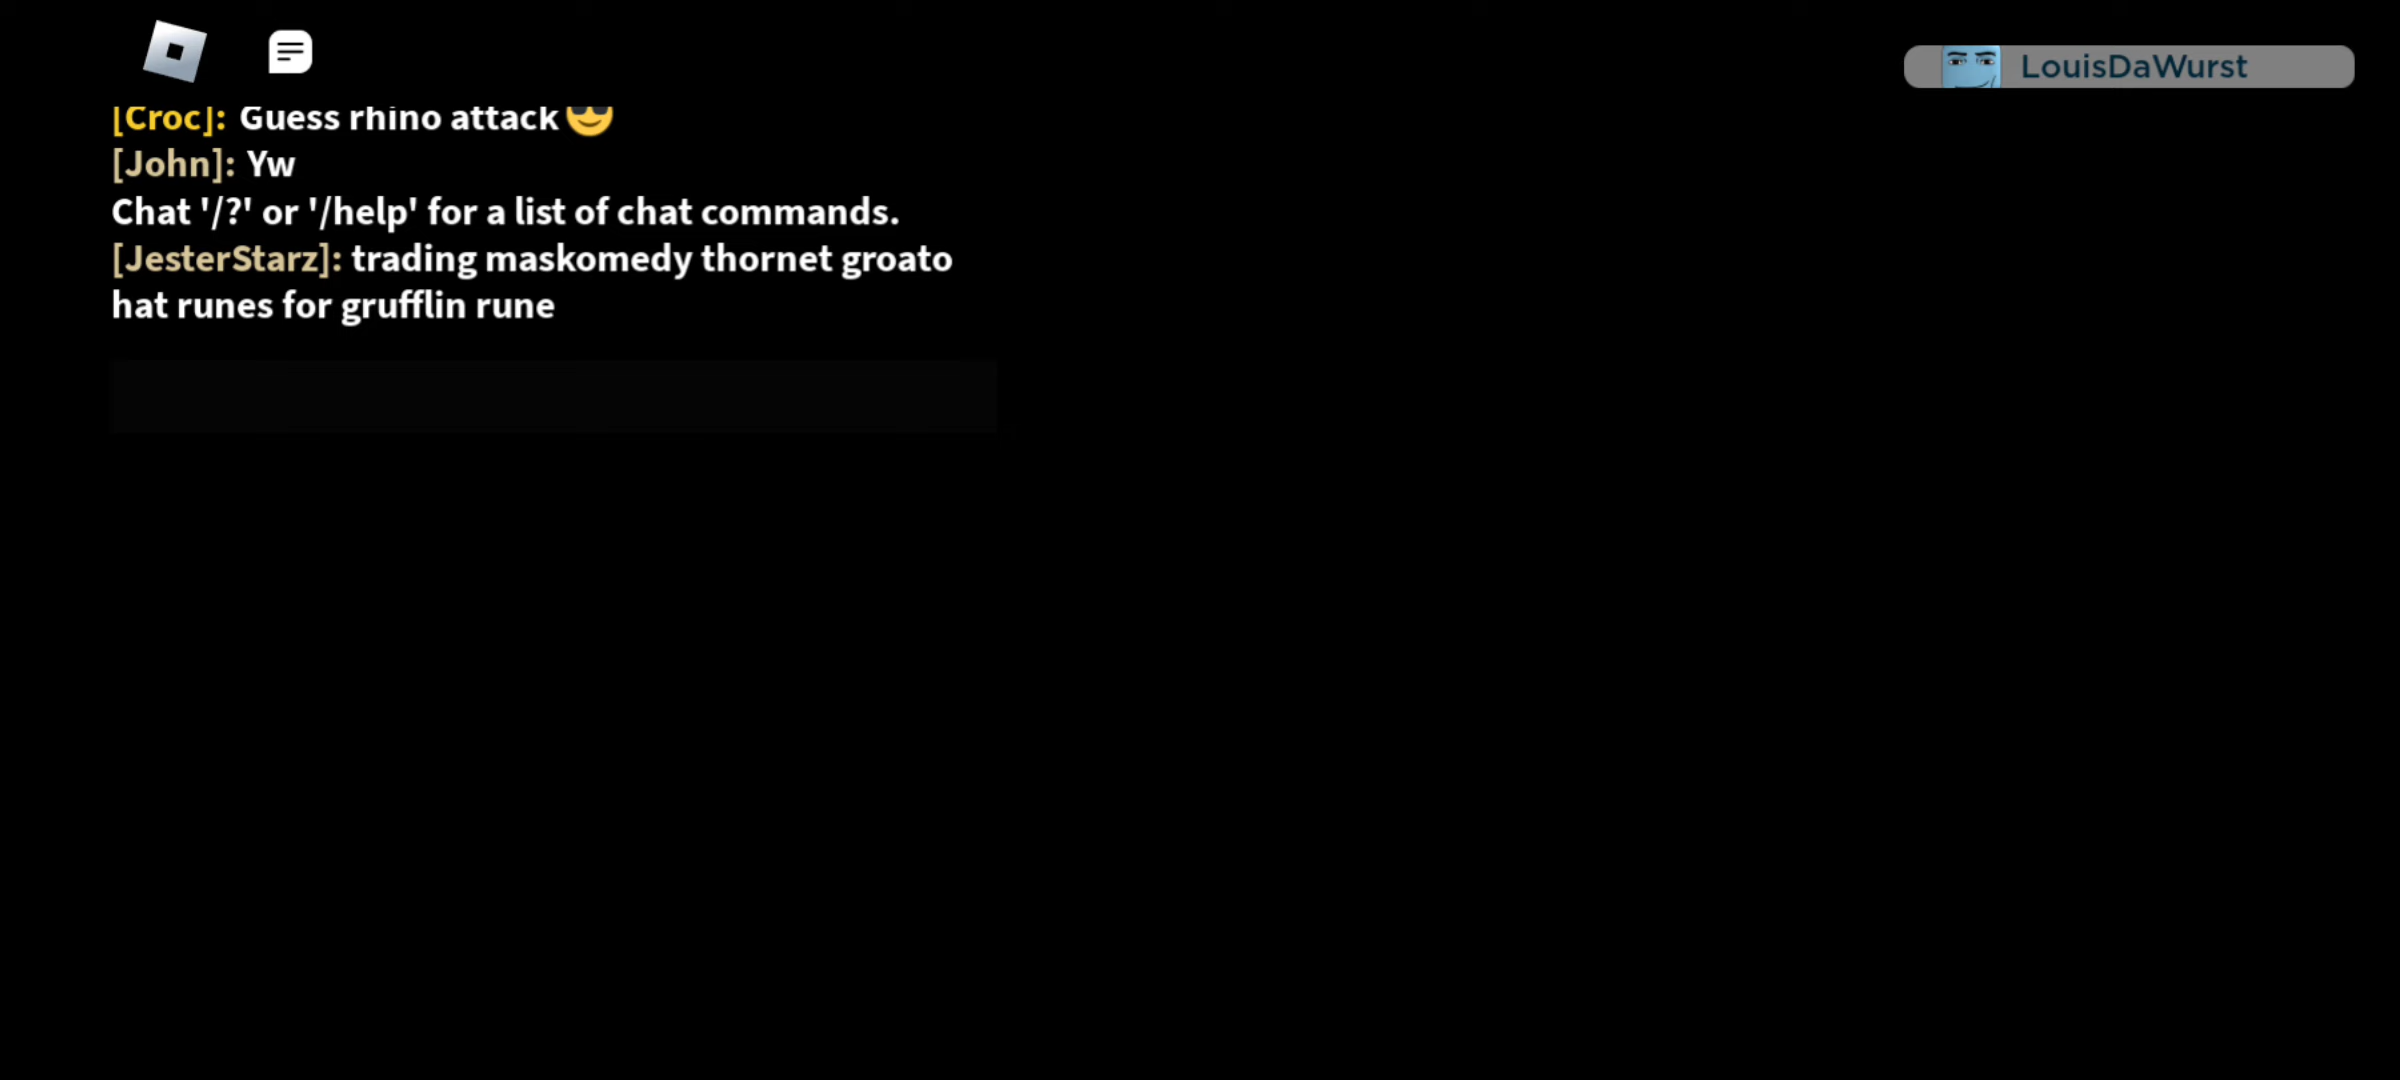 LouisDaWurst
[Croc]: Guess rhino attack😎
[John]: Yw
Chat '/?' or '/help' for a list of chat commands.
[JesterStarz]: trading maskomedy thornet groato
hat runes for grufflin rune